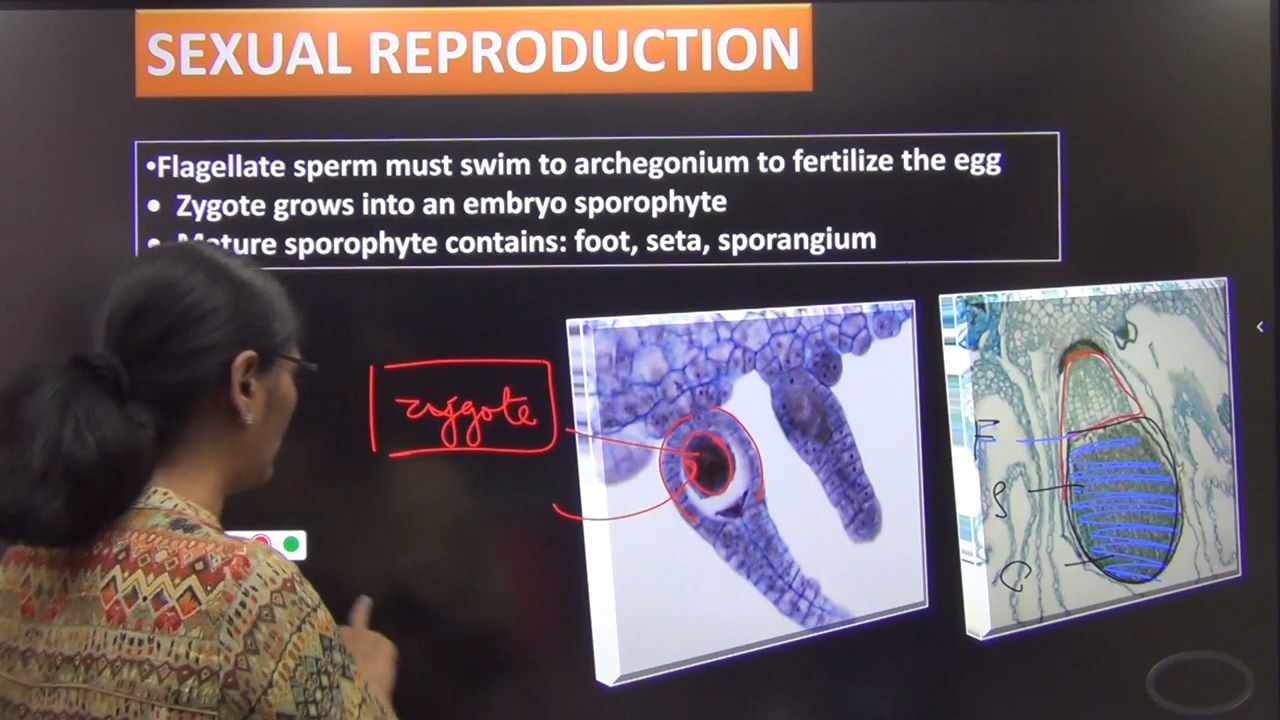 SEXUAL REPRODUCTION
•Flagellate sperm must swim to archegonium to fertilize the egg
• Zygote grows into an embryo sporophyte
• Mature sporophyte contains: foot, seta, sporangium
zygote
F
S
C